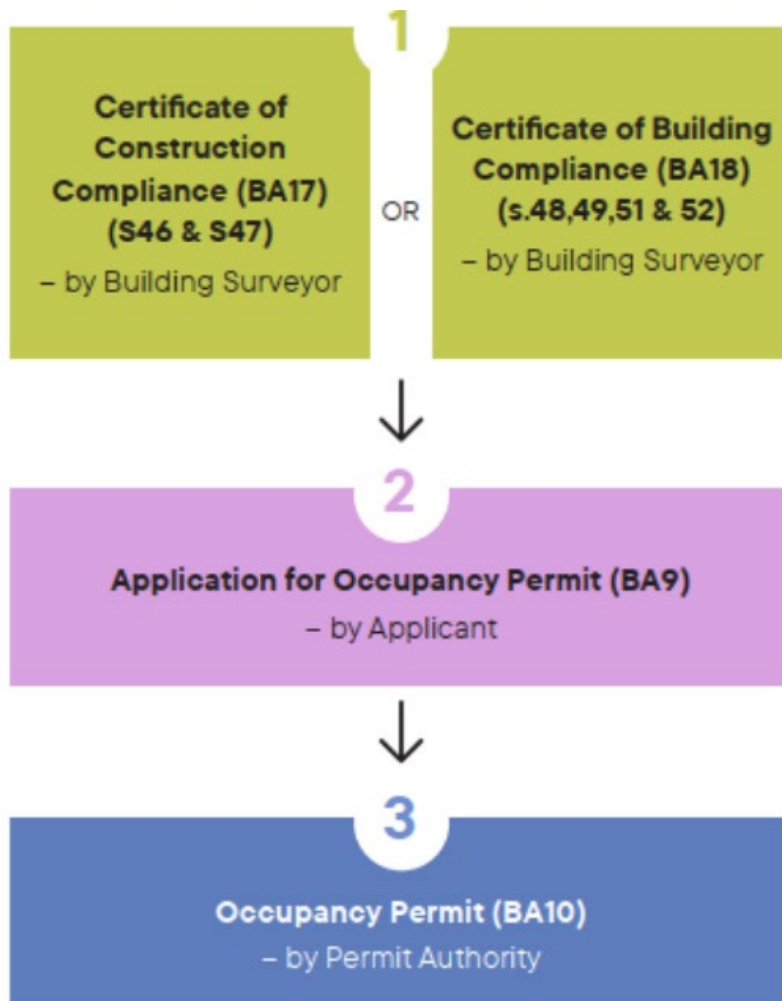 1
Certificate of
Construction
Compliance (BA17)
(S46 & S47)
– by Building Surveyor
OR
Certificate of Building
Compliance (BA18)
(s.48,49,51 & 52)
– by Building Surveyor
2
Application for Occupancy Permit (BA9)
– by Applicant
3
Occupancy Permit (BA10)
– by Permit Authority